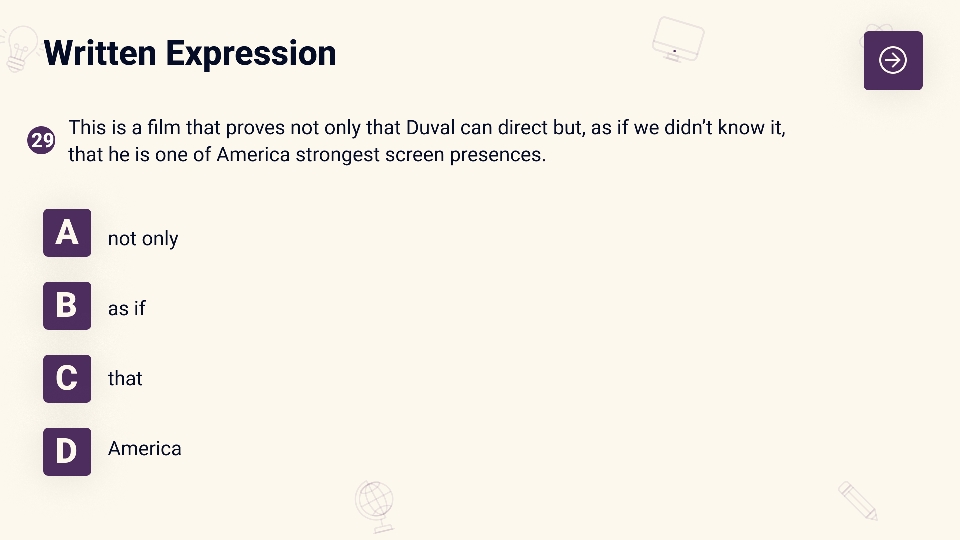 Written Expression
29
This is a film that proves not only that Duval can direct but, as if we didn't know it,
that he is one of America strongest screen presences.
A
not only
B
as if
C
that
D
America